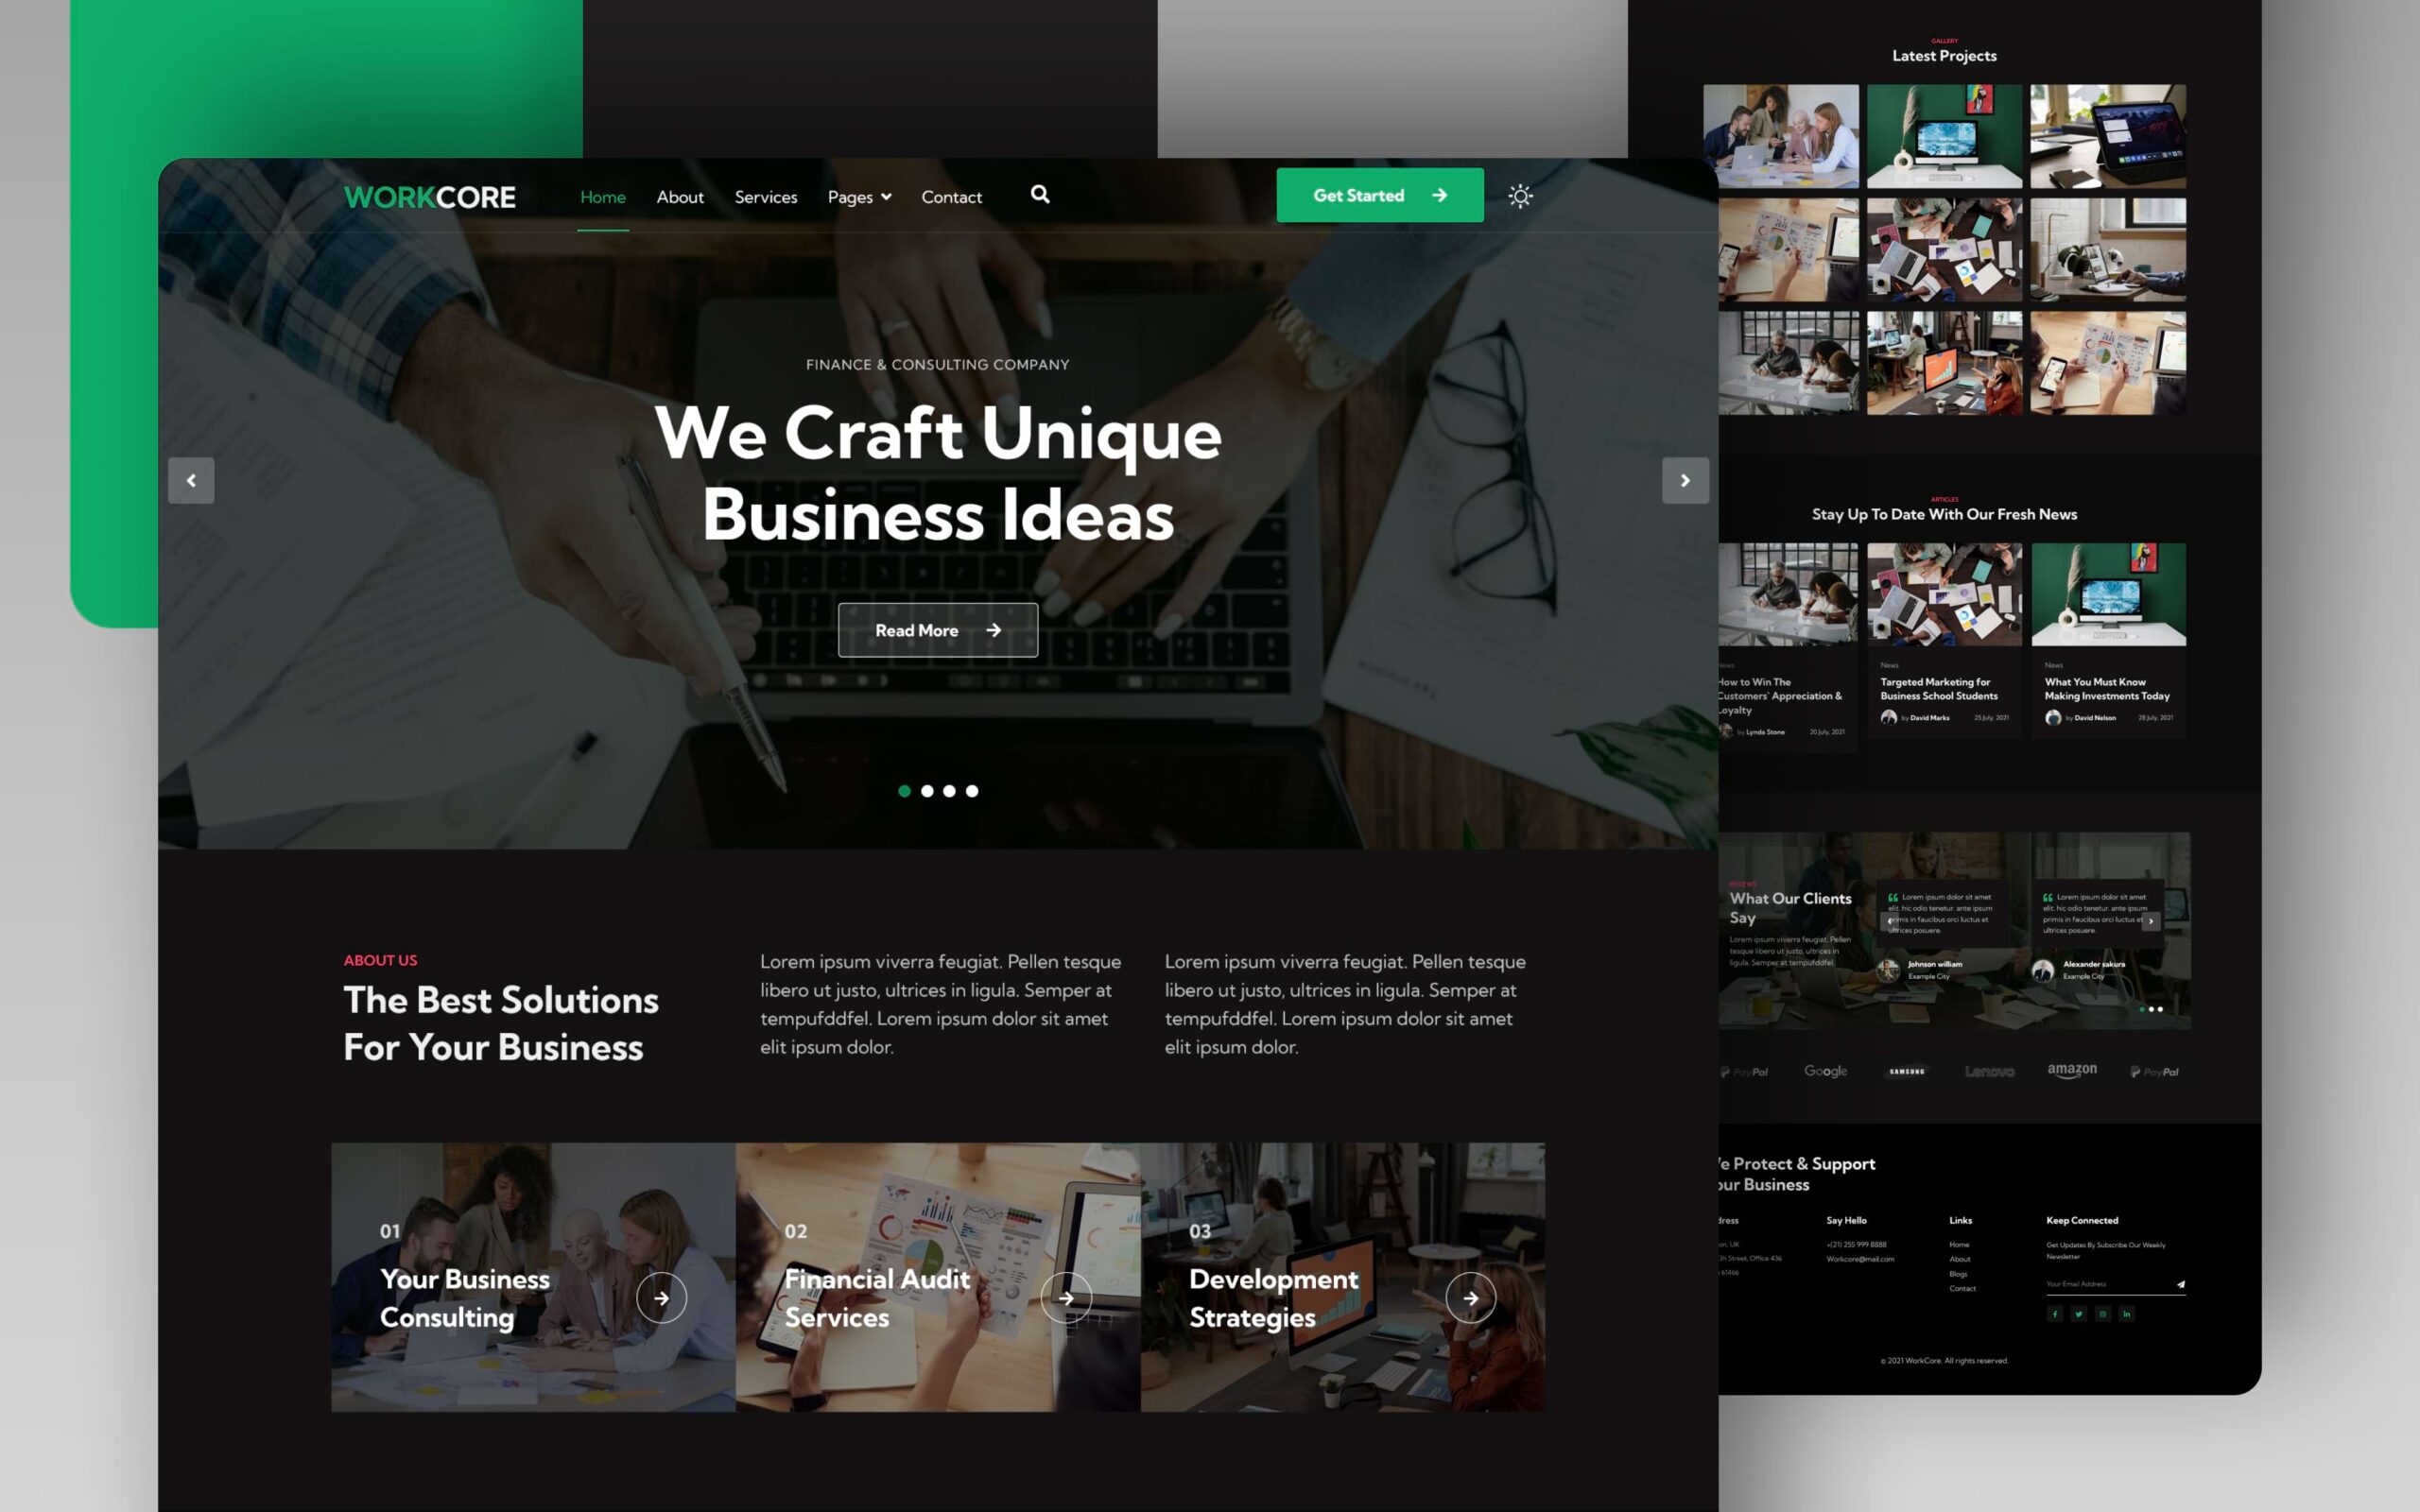 WORKCORE
Home About Services Pages Contact
Get Started
FINANCE & CONSULTING COMPANY
We Craft Unique
Business Ideas
Read More
ABOUT US
The Best Solutions
For Your Business
Lorem ipsum viverra feugiat. Pellen tesque
libero ut justo, ultrices in ligula. Semper at
tempufddfel. Lorem ipsum dolor sit amet
elit ipsum dolor.
Lorem ipsum viverra feugiat. Pellen tesque
libero ut justo, ultrices in ligula. Semper at
tempufddfel. Lorem ipsum dolor sit amet
elit ipsum dolor.
01
Your Business
Consulting
02
Financial Audit
Services
03
Development
Strategies
GALLERY
Latest Projects
ARTICLES
Stay Up To Date With Our Fresh News
News
How to Win The
Customers' Appreciation &
Loyalty
by Lynda Stone 20 July, 2021
News
Targeted Marketing for
Business School Students
by David Marks 25 July, 2021
News
What You Must Know
Making Investments Today
by David Nelson 28 July, 2021
REVIEWS
What Our Clients
Say
Lorem ipsum viverra feugiat. Pellen
tesque libero ut justo, ultrices in
ligula. Semper at tempufddfel.
Lorem ipsum dolor sit amet
elit. hic odio tenetur. ante ipsum
primis in faucibus orci luctus et
ultrices posuere.
Johnson william
Example City
Lorem ipsum dolor sit amet
elit. hic odio tenetur. ante ipsum
primis in faucibus orci luctus et
ultrices posuere.
Alexander sakura
Example City
PayPal Google SAMSUNG Lenovo amazon PayPal
e Protect & Support
our Business
dress
on, UK
th Street, Office 436
61466
Say Hello
+(21) 255 999 8888
Workcore@mail.com
Links
Home
About
Blogs
Contact
Keep Connected
Get Updates By Subscribe Our Weekly
Newsletter
Your Email Address
© 2021 WorkCore. All rights reserved.